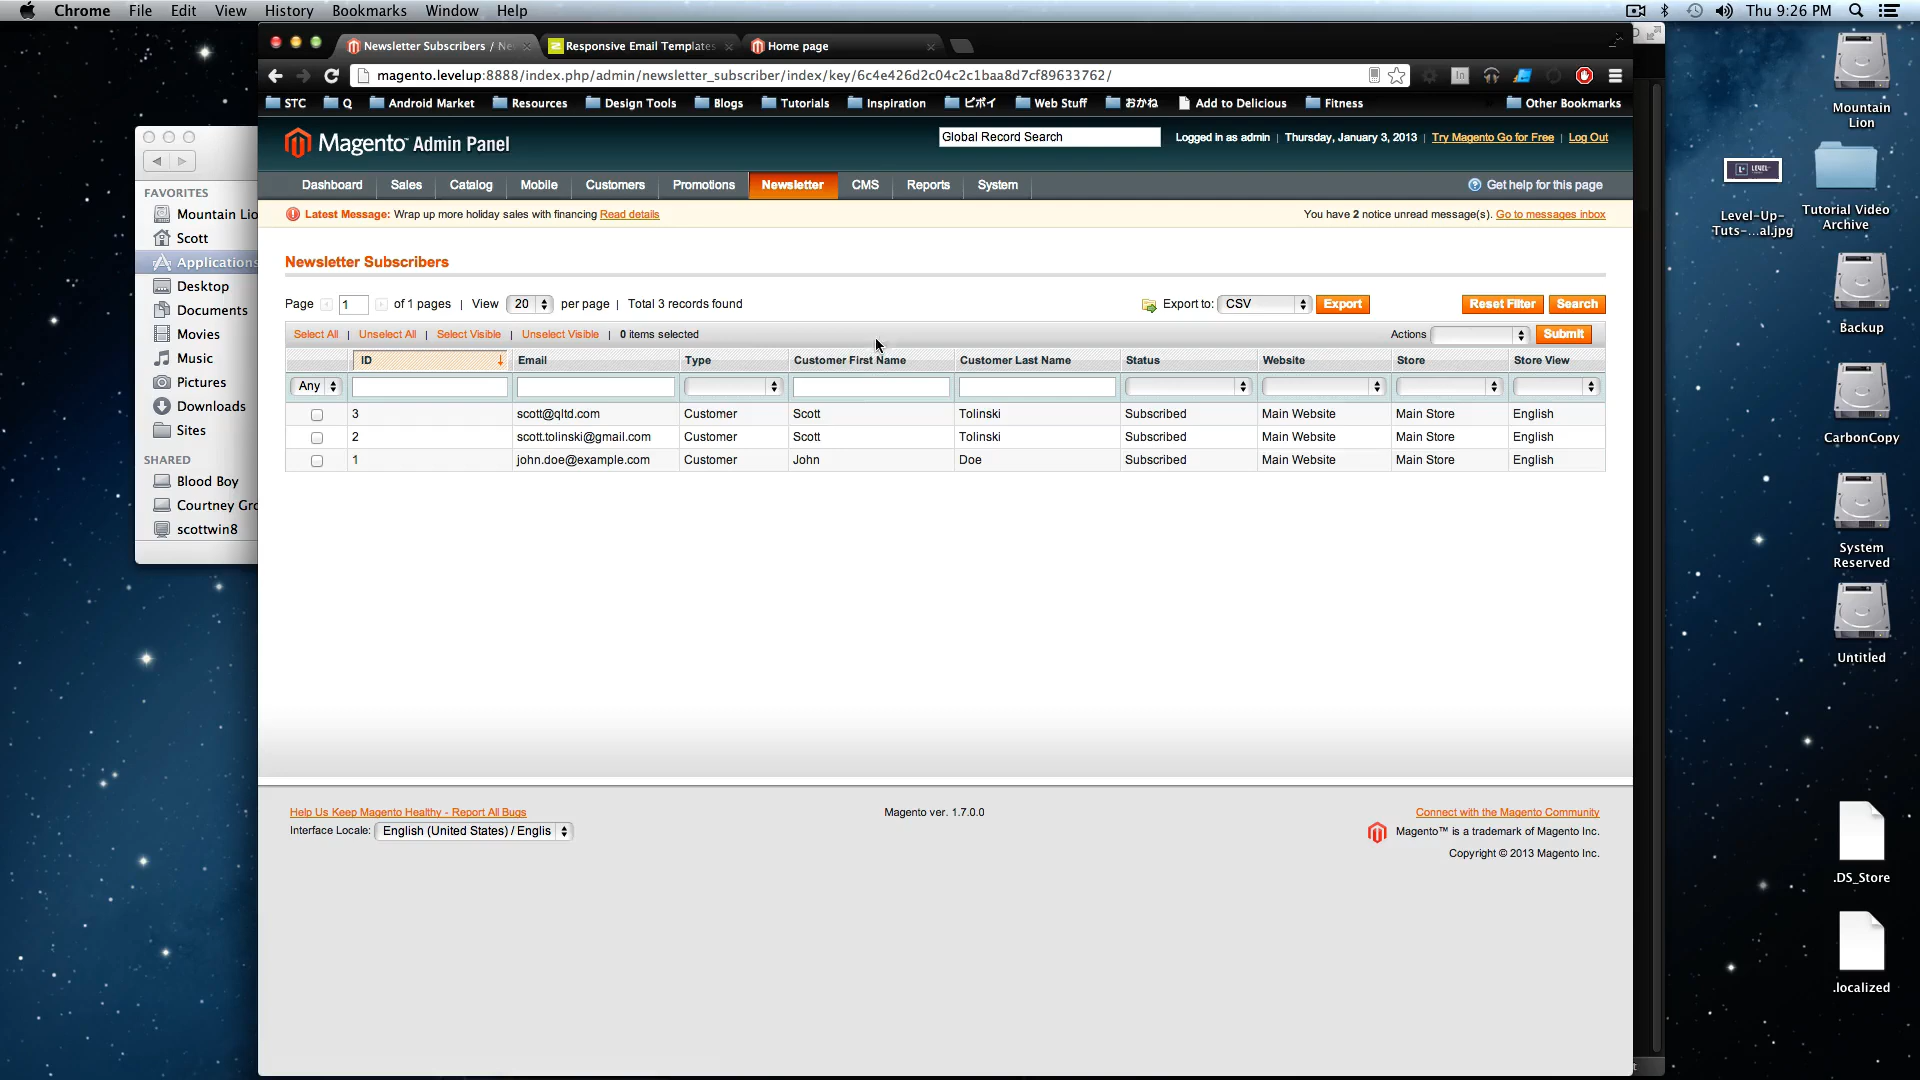 Chrome File Edit View History Bookmarks Window Help Thu 9:26 PM
Newsletter Subscribers / Ne Responsive Email Templates Home page
magento.levelup:8888/index.php/admin/newsletter_subscriber/index/key/6c4e426d2c04c2c1baa8d7cf89633762/
STC Q Android Market Resources Design Tools Blogs Tutorials Inspiration ビボイ Web Stuff おかね Add to Delicious Fitness Other Bookmarks
Magento™ Admin Panel Global Record Search Logged in as admin | Thursday, January 3, 2013 | Try Magento Go for Free | Log Out
Dashboard Sales Catalog Mobile Customers Promotions Newsletter CMS Reports System Get help for this page
Latest Message: Wrap up more holiday sales with financing Read details You have 2 notice unread message(s). Go to messages inbox
Newsletter Subscribers
Page 1 of 1 pages | View 20 per page | Total 3 records found Export to: CSV Export Reset Filter Search
Select All | Unselect All | Select Visible | Unselect Visible | 0 items selected Actions Submit
ID Email Type Customer First Name Customer Last Name Status Website Store Store View
Any
3 scott@qltd.com Customer Scott Tolinski Subscribed Main Website Main Store English
2 scott.tolinski@gmail.com Customer Scott Tolinski Subscribed Main Website Main Store English
1 john.doe@example.com Customer John Doe Subscribed Main Website Main Store English
Help Us Keep Magento Healthy - Report All Bugs Magento ver. 1.7.0.0 Connect with the Magento Community
Interface Locale: English (United States) / Englis Magento™ is a trademark of Magento Inc.
Copyright © 2013 Magento Inc.
FAVORITES
Mountain Lio
Scott
Applications
Desktop
Documents
Movies
Music
Pictures
Downloads
Sites
SHARED
Blood Boy
Courtney Gr
scottwin8
Mountain
Lion
Level-Up-
Tuts-...al.jpg
Tutorial Video
Archive
Backup
CarbonCopy
System
Reserved
Untitled
.DS_Store
.localized